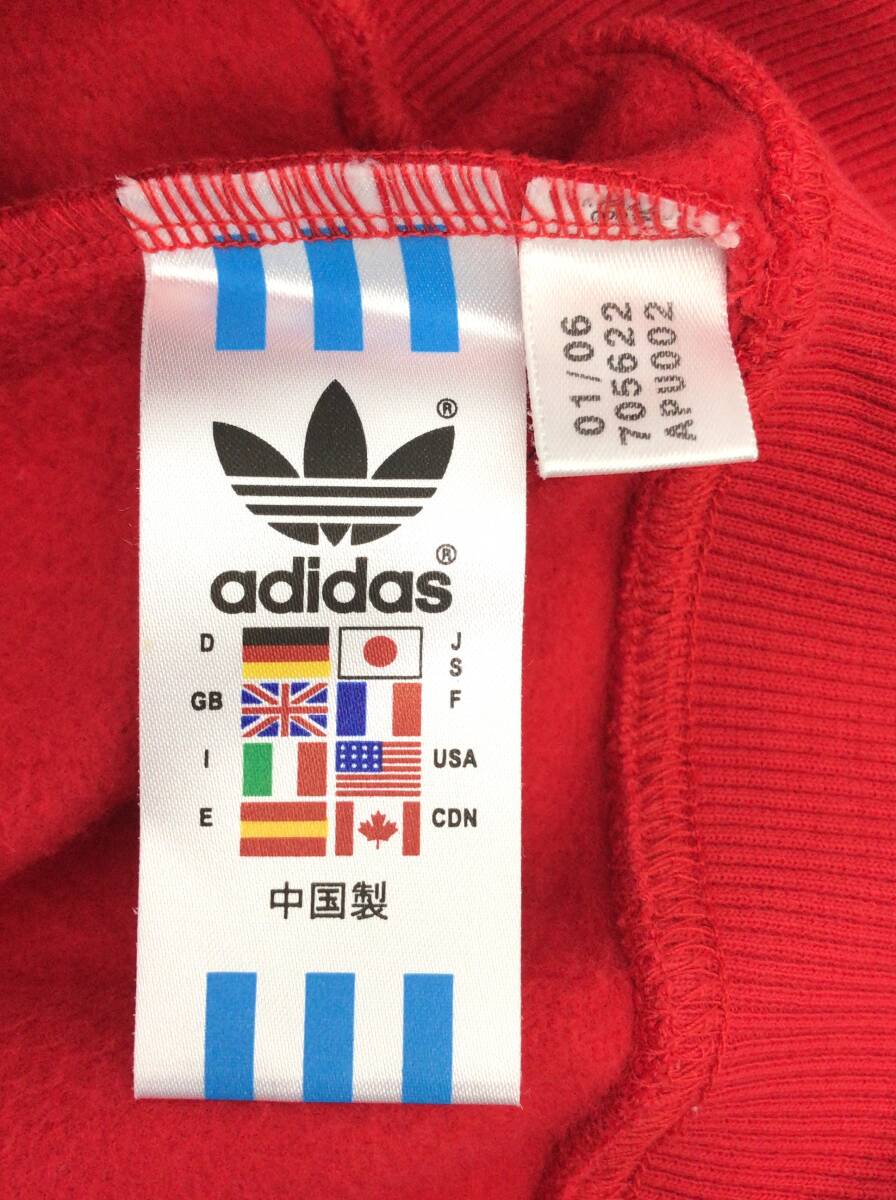 ®
adidas®
D J
S
GB F
I USA
E CDN
中国製
01/06
705622
APU002